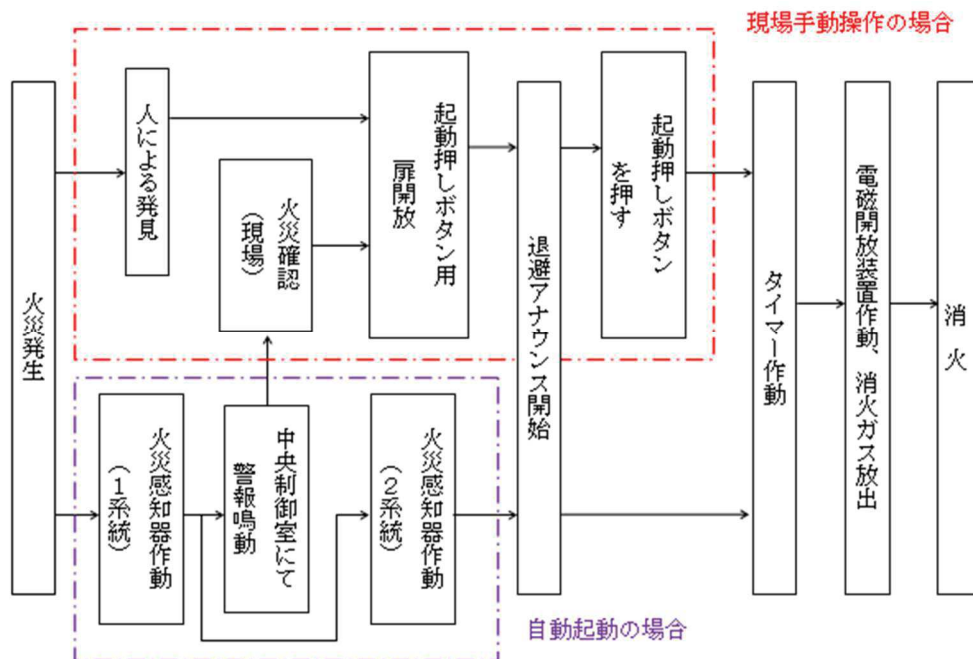 現場手動操作の場合
火災発生
人による発見
火災確認
(現場)
起動押しボタン用
扉開放
退避アナウンス開始
起動押しボタン
を押す
タイマー作動
電磁開放装置作動、消火ガス放出
消火
火災感知器作動
(1系統)
中央制御室にて
警報鳴動
火災感知器作動
(2系統)
自動起動の場合